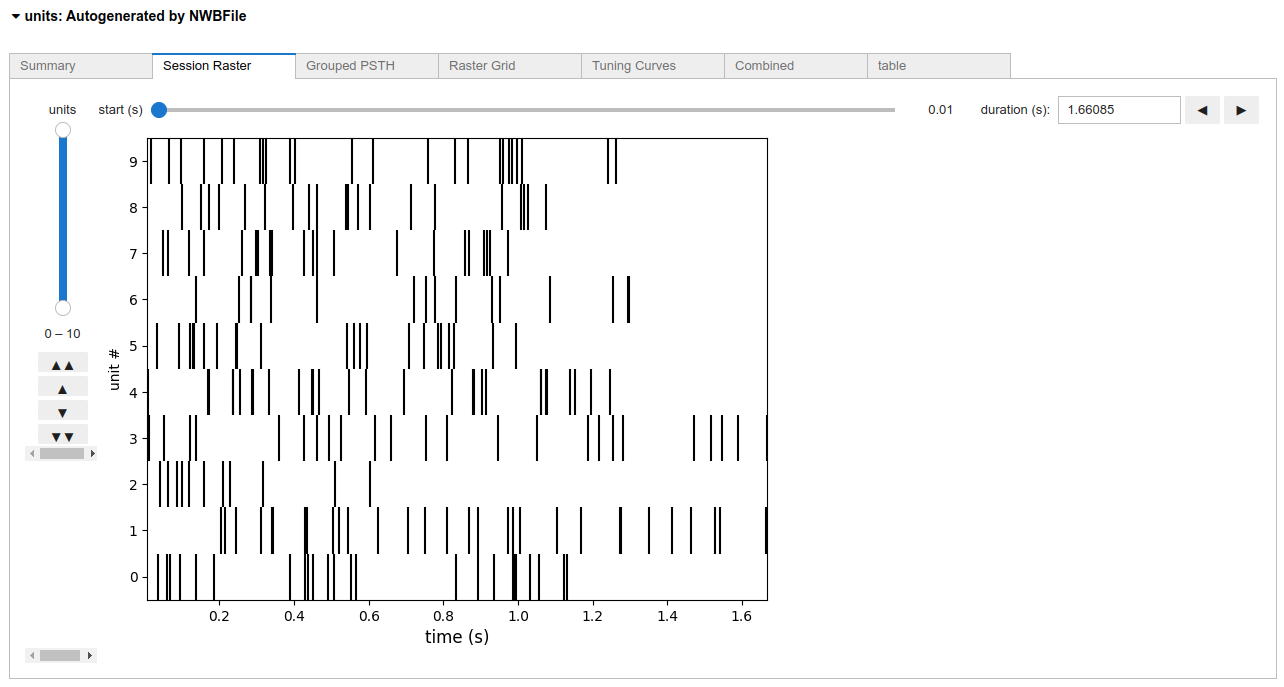 units: Autogenerated by NWBFile
Summary Session Raster Grouped PSTH Raster Grid Tuning Curves Combined table
units start (s) 0.01 duration (s): 1.66085
0 – 10
unit #
9
8
7
6
5
4
3
2
1
0
0.2 0.4 0.6 0.8 1.0 1.2 1.4 1.6
time (s)